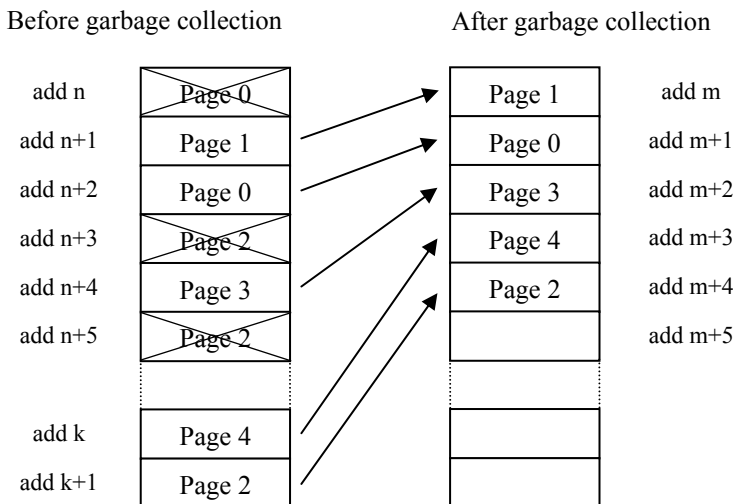 Before garbage collection After garbage collection
add n Page 0 Page 1 add m
add n+1 Page 1 Page 0 add m+1
add n+2 Page 0 Page 3 add m+2
add n+3 Page 2 Page 4 add m+3
add n+4 Page 3 Page 2 add m+4
add n+5 Page 2 add m+5
add k Page 4
add k+1 Page 2